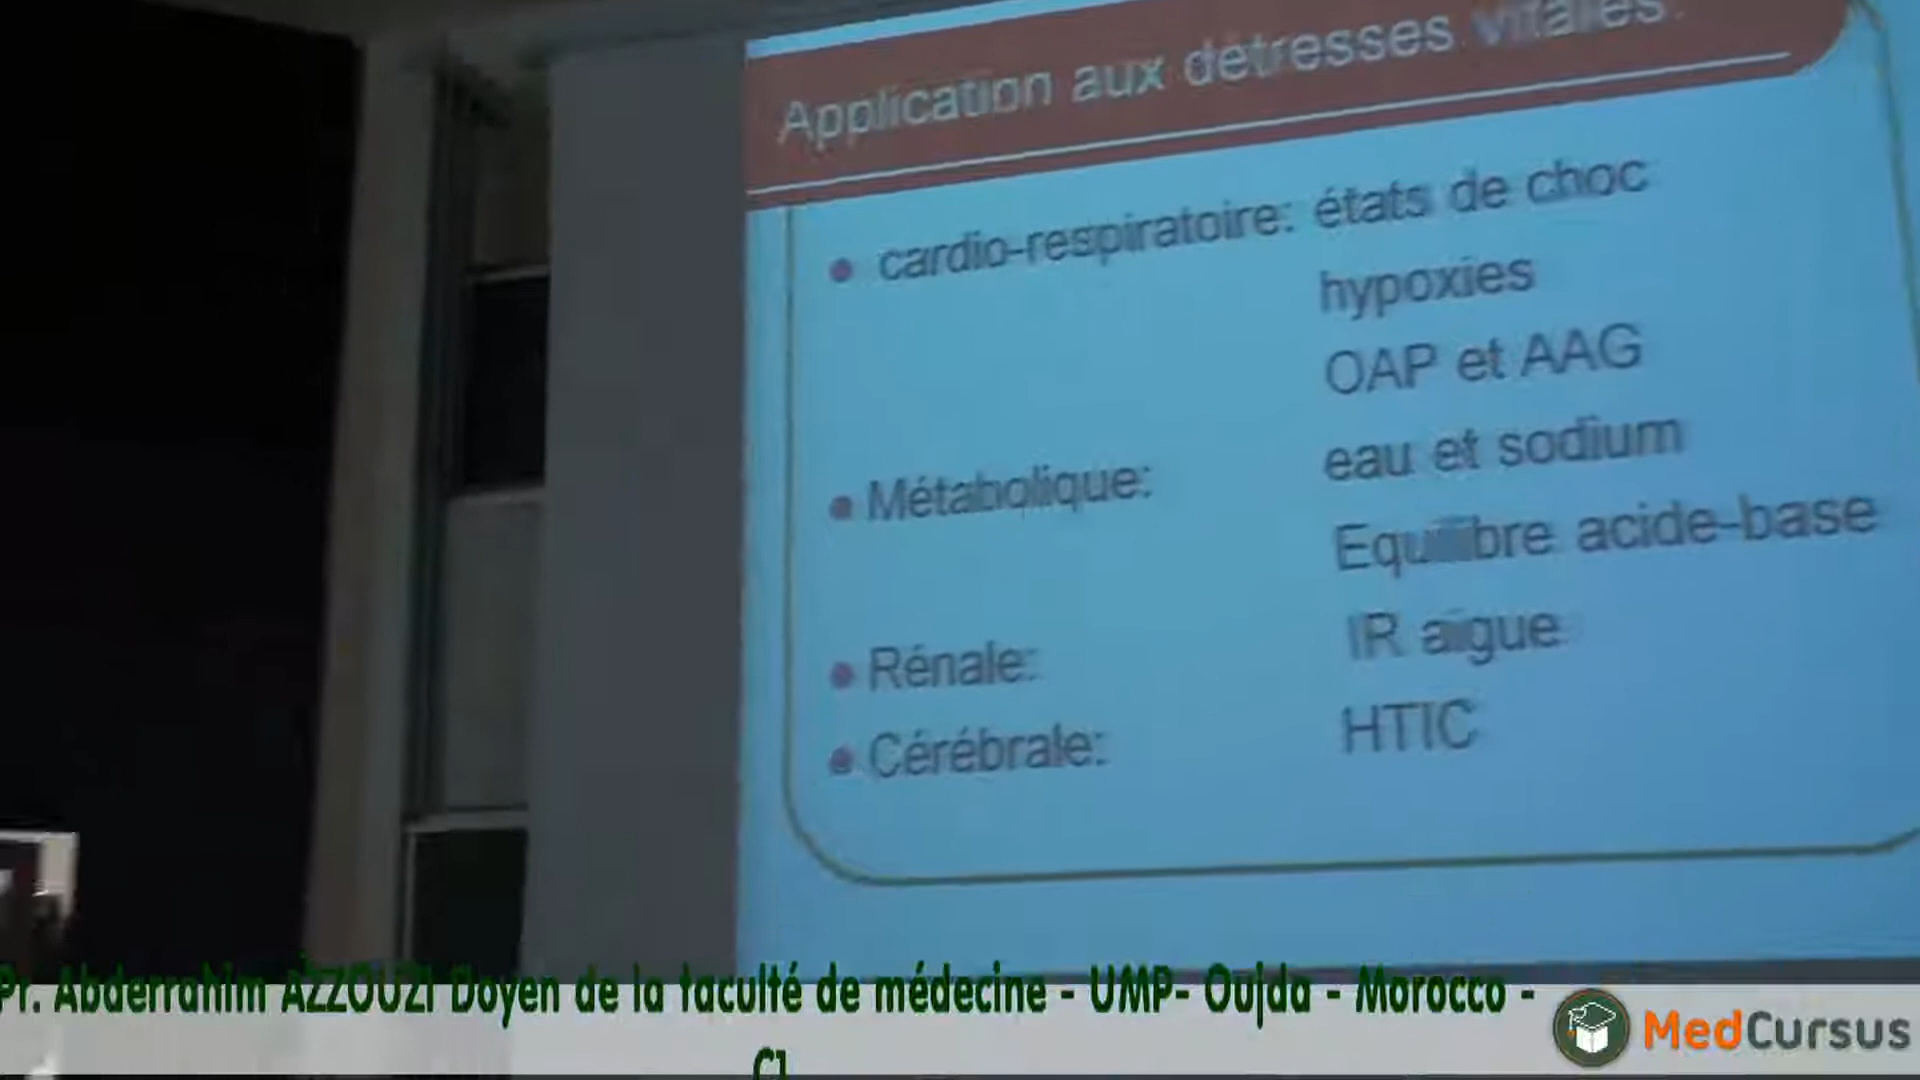 Application aux détresses vitales:
cardio-respiratoire: états de choc
hypoxies
OAP et AAG
Métabolique: eau et sodium
Equilibre acide-base
Rénale: IR aigue
Cérébrale: HTIC
Pr. Abderrahim AZZOUZI Doyen de la faculté de médecine - UMP- Oujda - Morocco -
MedCursus